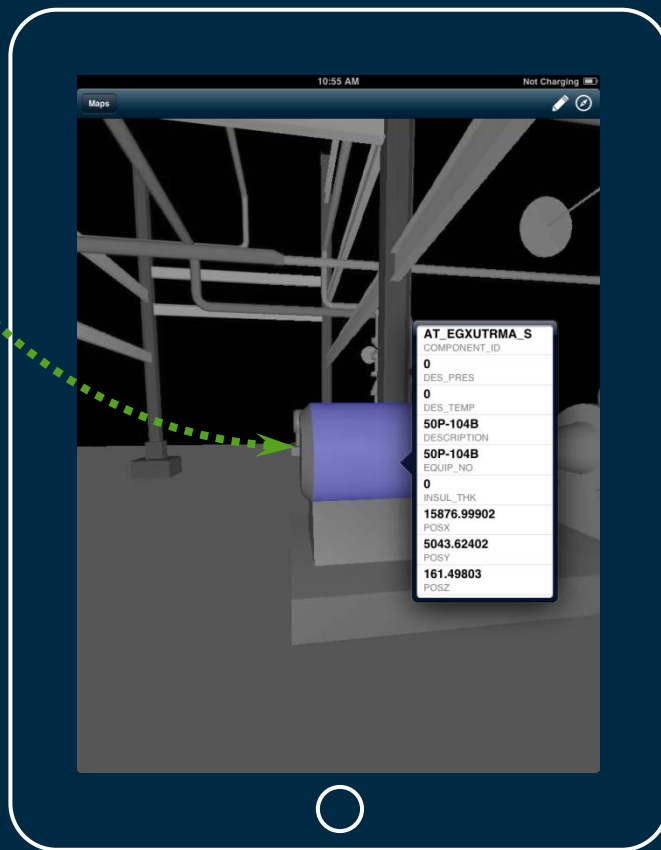 10:55 AM
Not Charging
Maps
AT_EGXUTRMA_S
COMPONENT_ID
0
DES_PRES
0
DES_TEMP
50P-104B
DESCRIPTION
50P-104B
EQUIP_NO
0
INSUL_THK
15876.99902
POSX
5043.62402
POSY
161.49803
POSZ